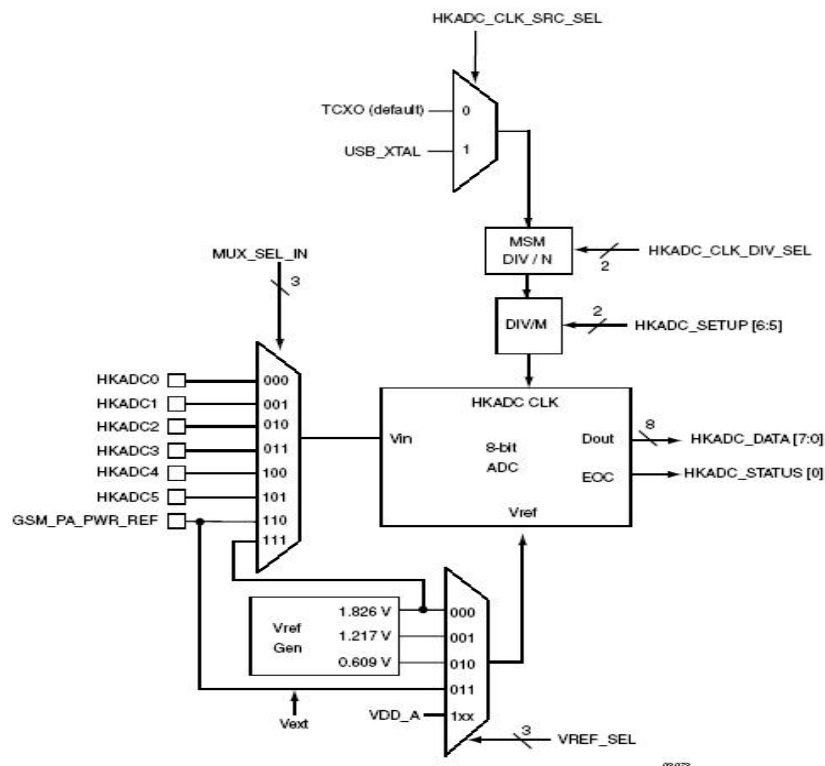 HKADC_CLK_SRC_SEL
TCXO (default)
0
USB_XTAL
1
MSM
DIV / N
HKADC_CLK_DIV_SEL
2
MUX_SEL_IN
3
DIV/M
2
HKADC_SETUP [6:5]
HKADC0
000
HKADC1
001
HKADC2
010
HKADC3
011
HKADC4
100
HKADC5
101
GSM_PA_PWR_REF
110
111
HKADC CLK
Vin
8-bit
ADC
Dout
8
HKADC_DATA [7:0]
EOC
HKADC_STATUS [0]
Vref
Vref
Gen
1.826 V
000
1.217 V
001
0.609 V
010
011
Vext
VDD_A
1xx
3
VREF_SEL